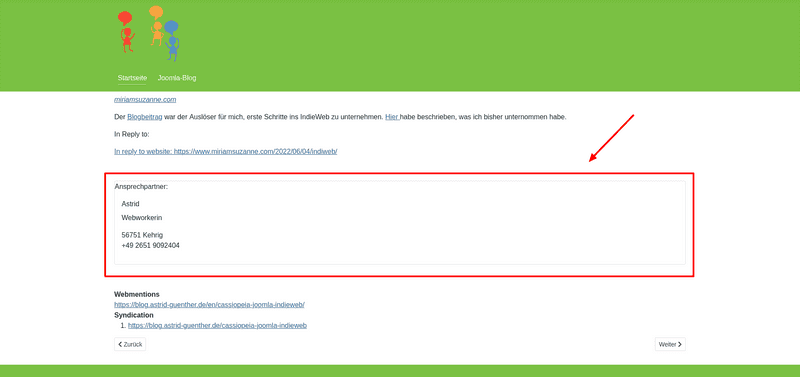 Startseite Joomla-Blog
miriamsuzanne.com
Der Blogbeitrag war der Auslöser für mich, erste Schritte ins IndieWeb zu unternehmen. Hier habe beschrieben, was ich bisher unternommen habe.
In Reply to:
In reply to website: https://www.miriamsuzanne.com/2022/06/04/indiweb/
Ansprechpartner:
Astrid
Webworkerin
56751 Kehrig
+49 2651 9092404
Webmentions
https://blog.astrid-guenther.de/en/cassiopeia-joomla-indieweb/
Syndication
1. https://blog.astrid-guenther.de/cassiopeia-joomla-indieweb
Zurück Weiter